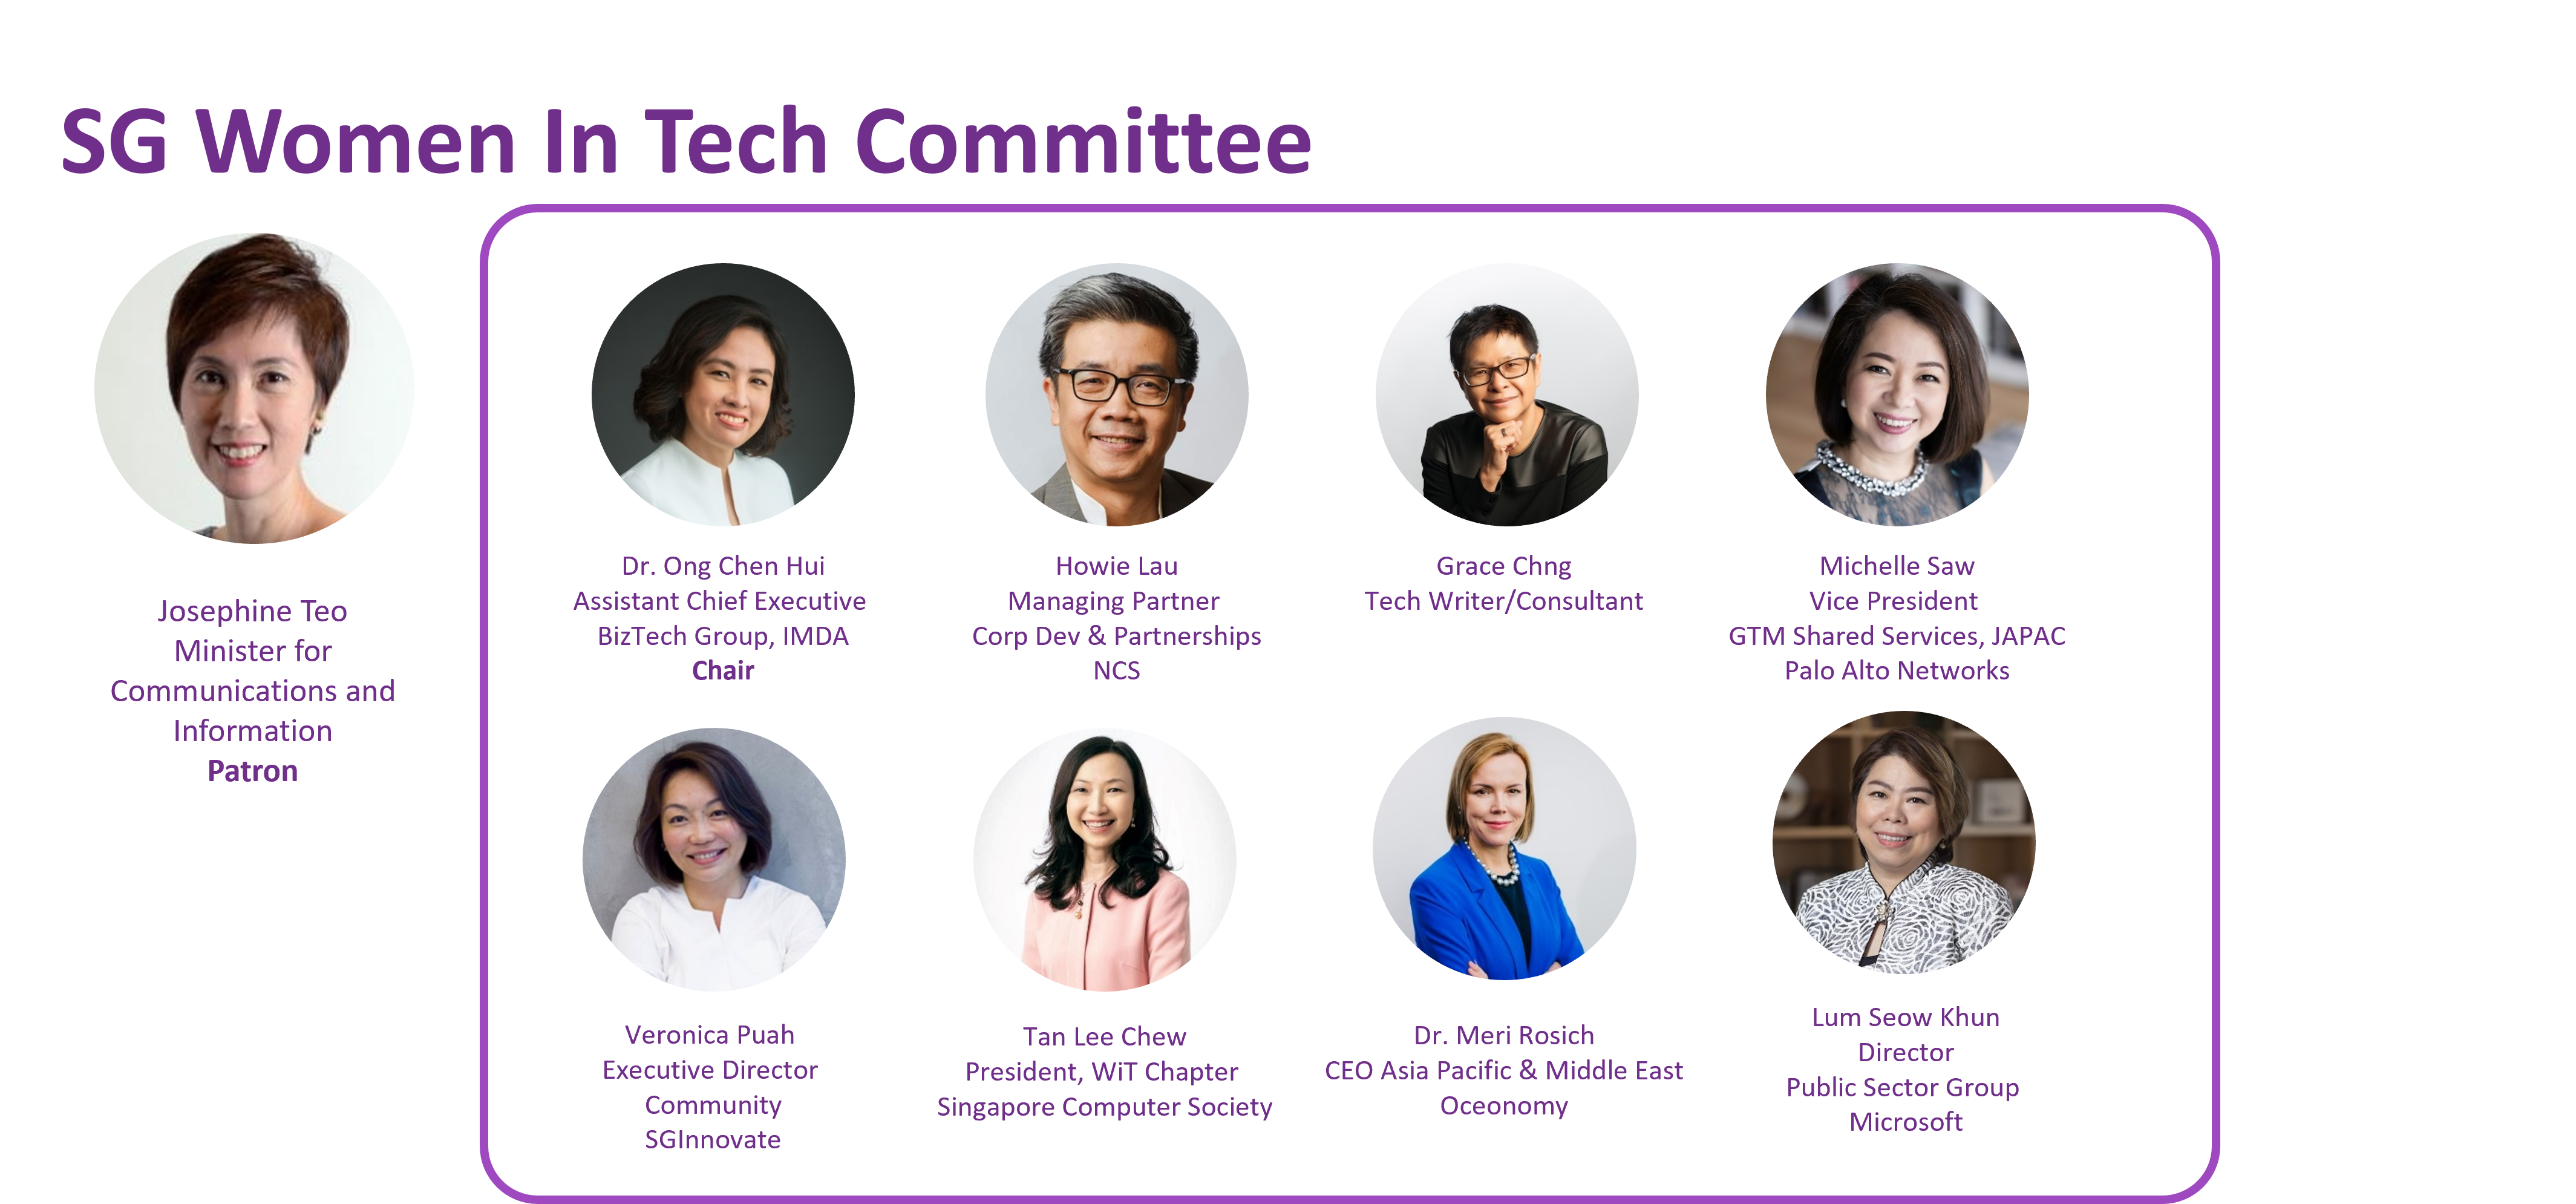 SG Women In Tech Committee
Josephine Teo
Minister for
Communications and
Information
Patron
Dr. Ong Chen Hui
Assistant Chief Executive
BizTech Group, IMDA
Chair
Howie Lau
Managing Partner
Corp Dev & Partnerships
NCS
Grace Chng
Tech Writer/Consultant
Michelle Saw
Vice President
GTM Shared Services, JAPAC
Palo Alto Networks
Veronica Puah
Executive Director
Community
SGInnovate
Tan Lee Chew
President, WiT Chapter
Singapore Computer Society
Dr. Meri Rosich
CEO Asia Pacific & Middle East
Oceonomy
Lum Seow Khun
Director
Public Sector Group
Microsoft